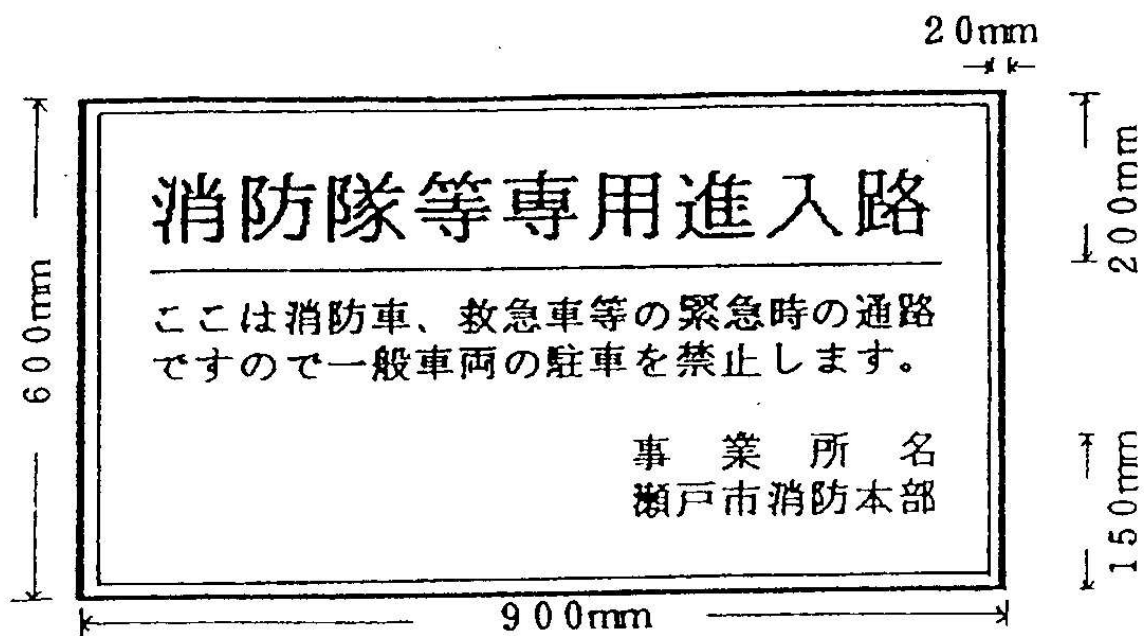 20mm
消防隊等専用進入路
ここは消防車、救急車等の緊急時の通路
ですので一般車両の駐車を禁止します。
事業所名
瀬戸市消防本部
600mm
200mm
150mm
900mm